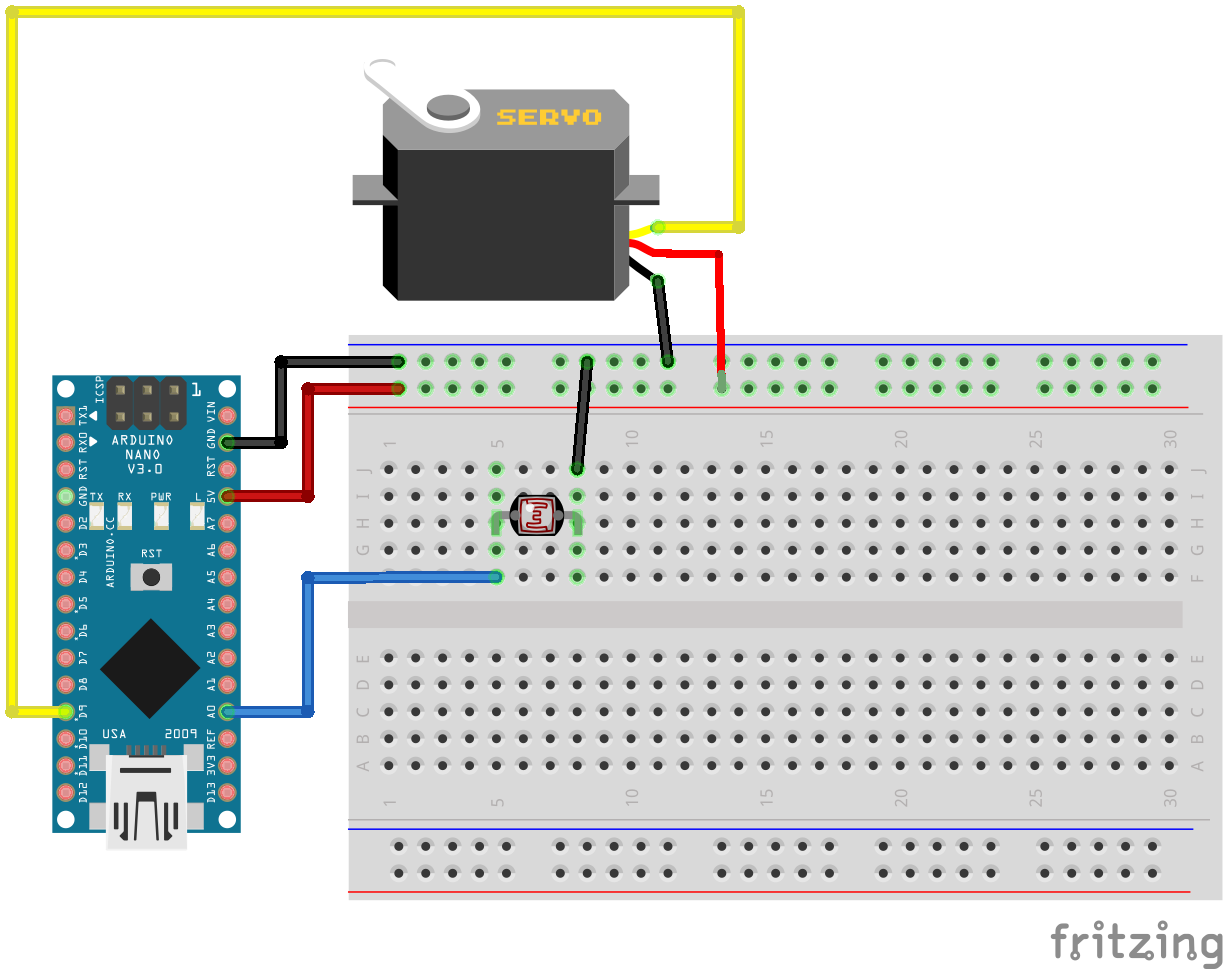 SERVO
ICSP
1
TX1
RX0
RST
GND
D2
D3
D4
D5
D6
D7
D8
D9
D10
D11
D12
VIN
GND
RST
5V
A7
A6
A5
A4
A3
A2
A1
A0
REF
3V3
D13
ARDUINO
NANO
V3.0
TX RX PWR L
ARDUINO.CC
RST
USA 2009
1 5 10 15 20 25 30
J J
I I
H H
G G
F F
E E
D D
C C
B B
A A
1 5 10 15 20 25 30
fritzing